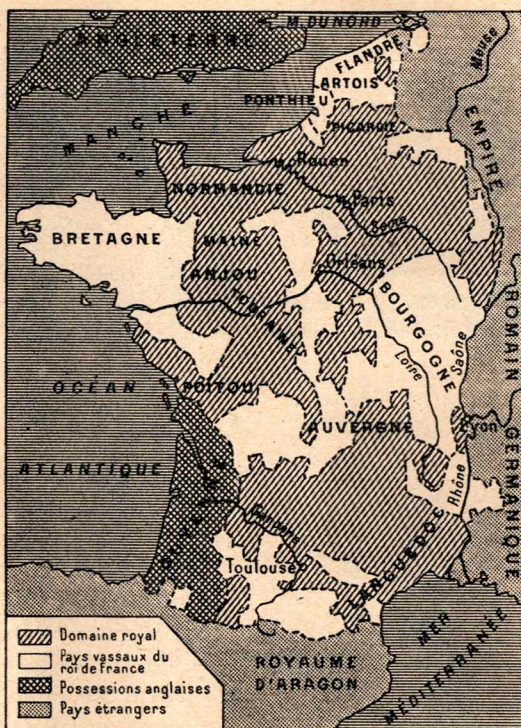 ANGLETERRE
M. DU NORD
FLANDRE
ARTOIS
PONTHIEU
PICARDIE
Meuse
EMPIRE
ROMAIN
GERMANIQUE
MANCHE
Rouen
NORMANDIE
Paris
Seine
BRETAGNE
MAINE
ANJOU
Orléans
TOURAINE
BOURGOGNE
Loire
Saône
OCÉAN
ATLANTIQUE
POITOU
AUVERGNE
Lyon
Rhône
GUYENNE
Garonne
Toulouse
LANGUEDOC
MER
MÉDITERRANÉE
ROYAUME
D'ARAGON
Domaine royal
Pays vassaux du
roi de France
Possessions anglaises
Pays étrangers